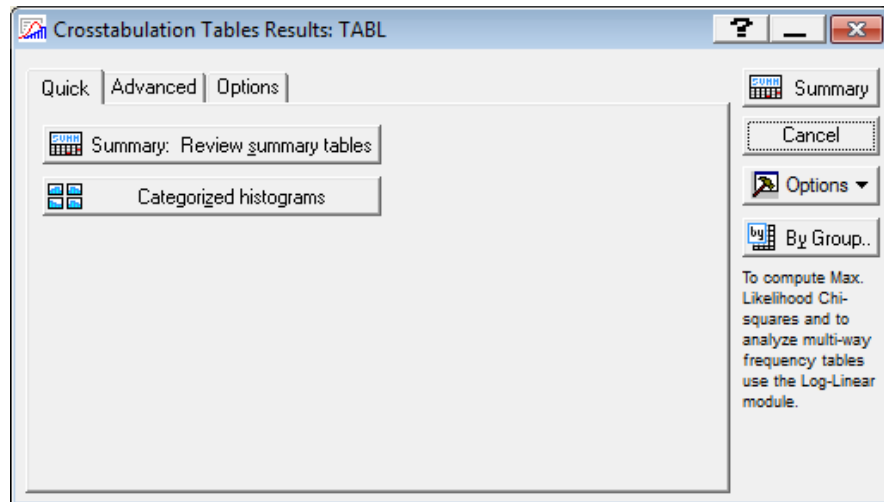 Crosstabulation Tables Results: TABL
?
Quick
Advanced
Options
Summary: Review summary tables
Categorized histograms
SUMM
Summary
Cancel
Options
By Group..
To compute Max.
Likelihood Chi-
squares and to
analyze multi-way
frequency tables
use the Log-Linear
module.